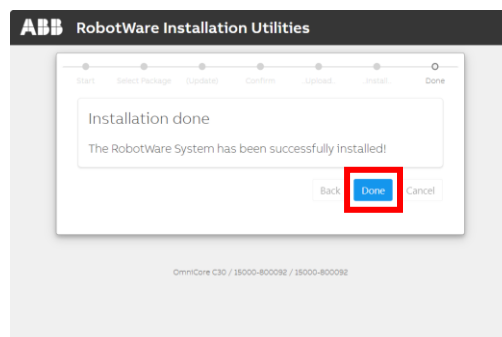 ABB RobotWare Installation Utilities
Start Select Package (Update) Confirm Upload.. Install.. Done
Installation done
The RobotWare System has been successfully installed!
Back Done Cancel
OmniCore C30 / 15000-800092 / 15000-800092